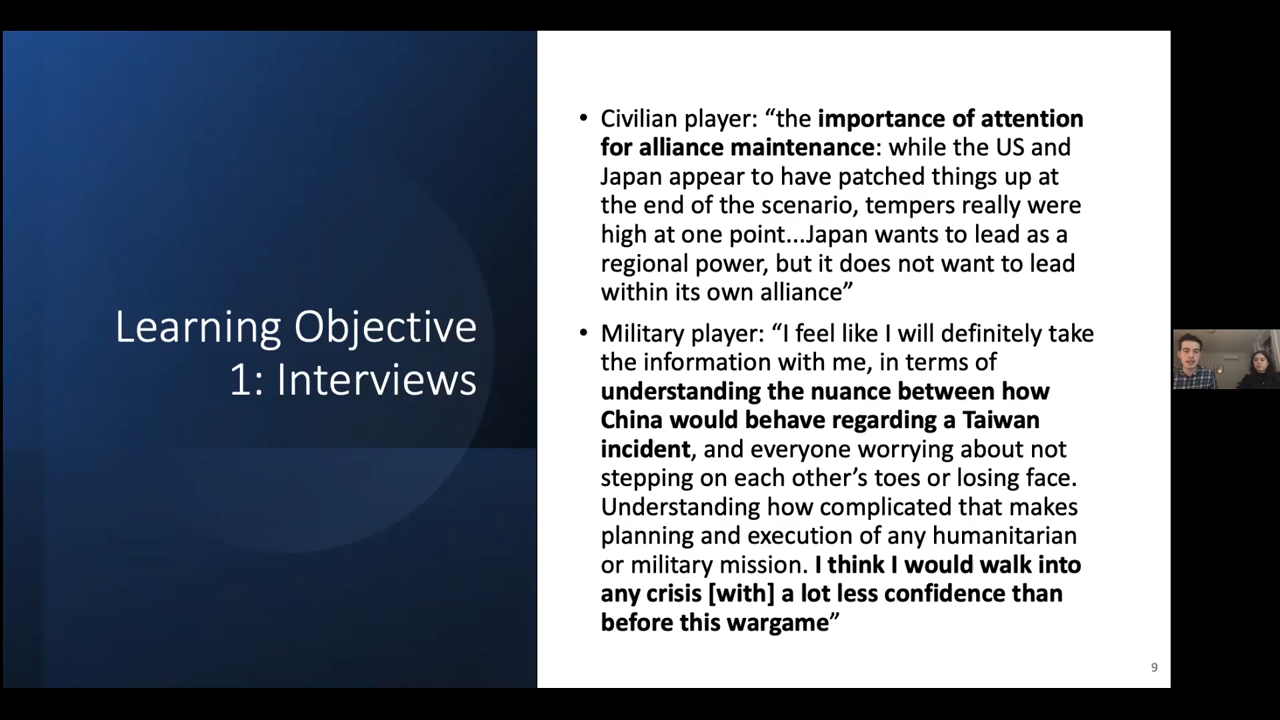 Learning Objective
1: Interviews
• Civilian player: “the importance of attention
for alliance maintenance: while the US and
Japan appear to have patched things up at
the end of the scenario, tempers really were
high at one point...Japan wants to lead as a
regional power, but it does not want to lead
within its own alliance”
• Military player: “I feel like I will definitely take
the information with me, in terms of
understanding the nuance between how
China would behave regarding a Taiwan
incident, and everyone worrying about not
stepping on each other’s toes or losing face.
Understanding how complicated that makes
planning and execution of any humanitarian
or military mission. I think I would walk into
any crisis [with] a lot less confidence than
before this wargame”
9